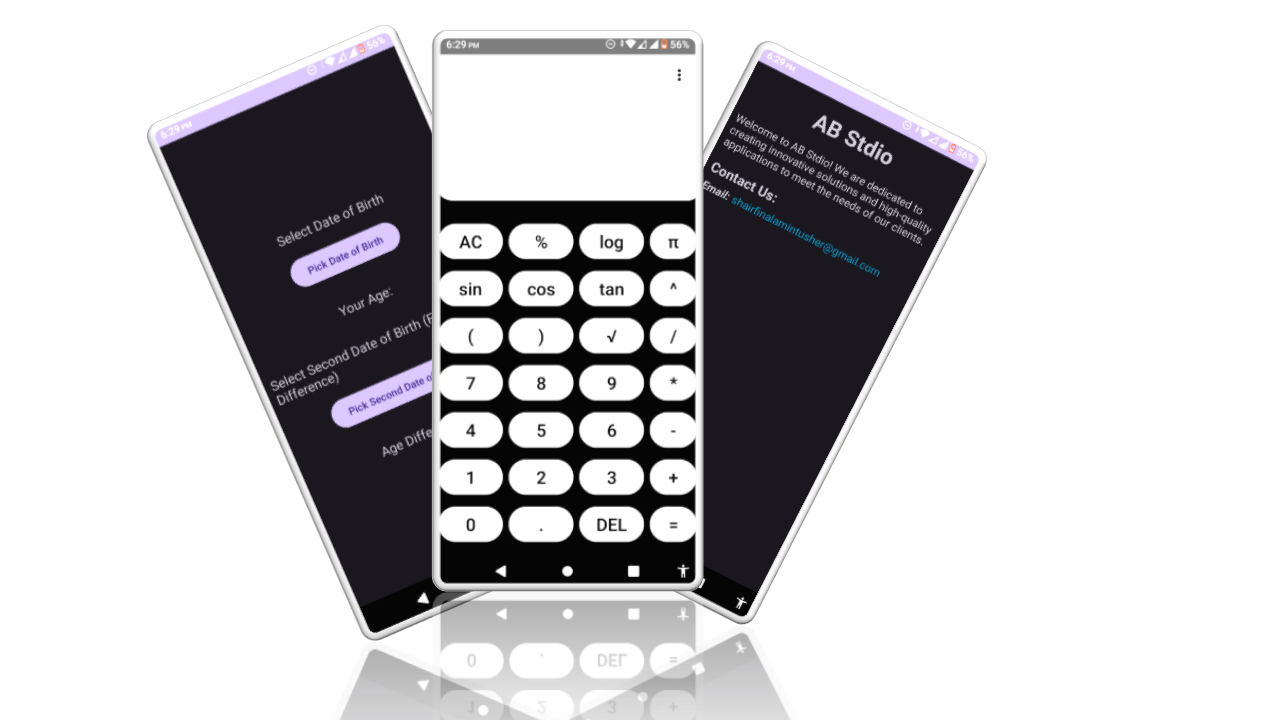 6:29 PM
56%
Select Date of Birth
Pick Date of Birth
Your Age:
Select Second Date of Birth (F
Difference)
Pick Second Date o
Age Diffe
6:29 PM
56%
AC % log π
sin cos tan ^
( ) √ /
7 8 9 *
4 5 6 -
1 2 3 +
0 . DEL =
6:29 PM
56%
AB Stdio
Welcome to AB Stdio! We are dedicated to
creating innovative solutions and high-quality
applications to meet the needs of our clients.
Contact Us:
Email: shairfinalamintusher@gmail.com